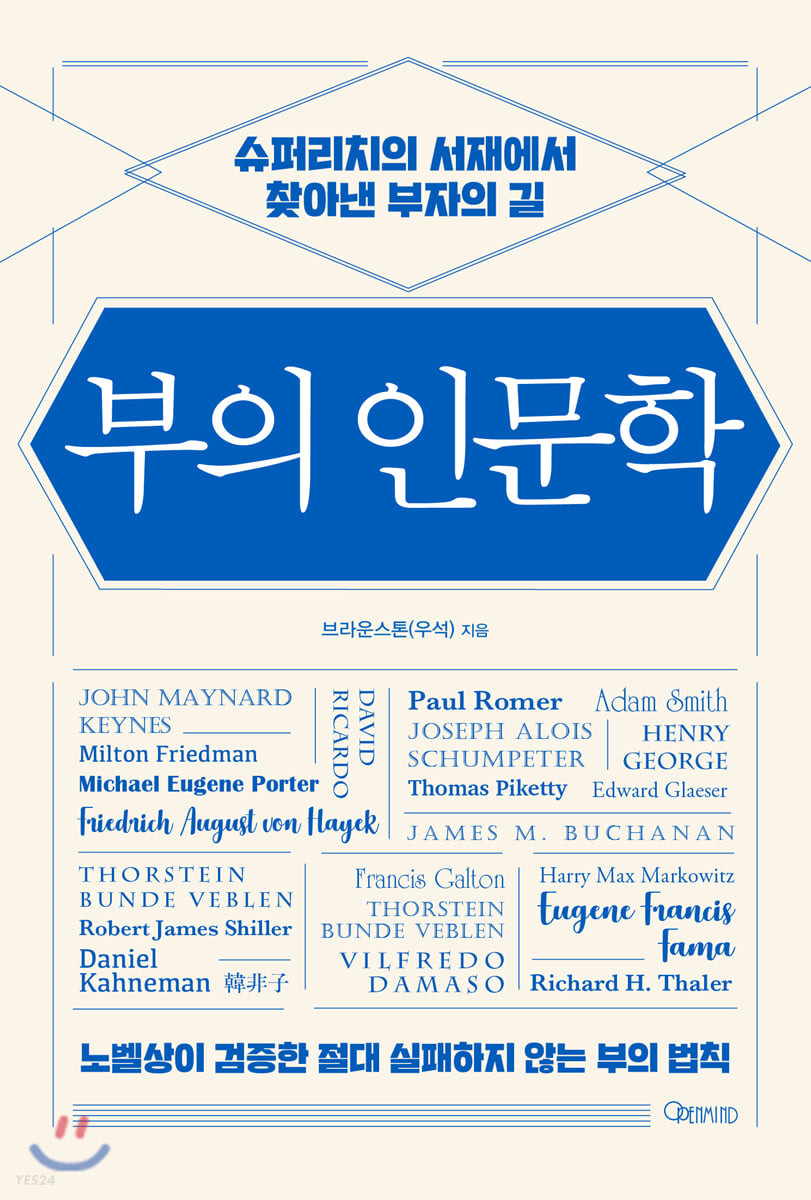 슈퍼리치의 서재에서
찾아낸 부자의 길
부의 인문학
브라운스톤(우석) 지음
JOHN MAYNARD
KEYNES
Milton Friedman
Michael Eugene Porter
Friedrich August von Hayek
DAVID
RICARDO
Paul Romer
Adam Smith
JOSEPH ALOIS
SCHUMPETER
HENRY
GEORGE
Thomas Piketty
Edward Glaeser
JAMES M. BUCHANAN
THORSTEIN
BUNDE VEBLEN
Robert James Shiller
Daniel
Kahneman 韓非子
Francis Galton
THORSTEIN
BUNDE VEBLEN
VILFREDO
DAMASO
Harry Max Markowitz
Eugene Francis
Fama
Richard H. Thaler
노벨상이 검증한 절대 실패하지 않는 부의 법칙
OPENMIND
YES24